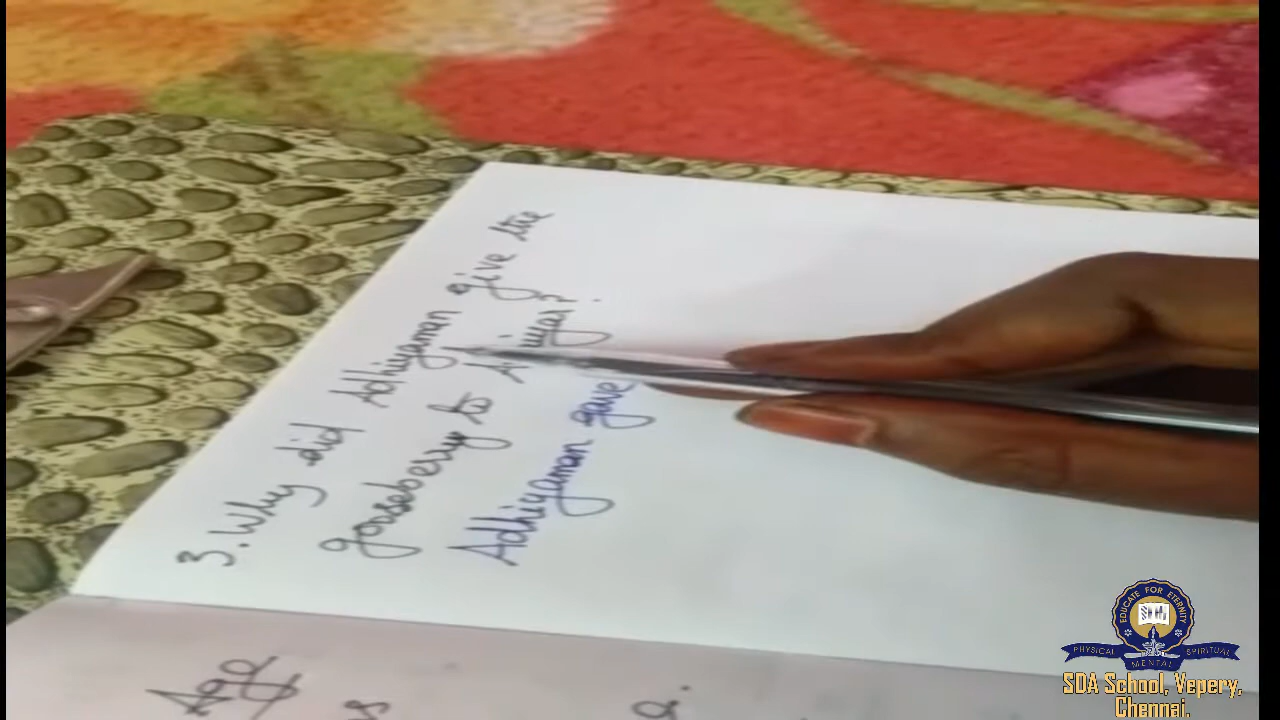 3. Why did Adhiyaman give the
gooseberry to
Adhiyaman gave
Age
EDUCATE FOR ETERNITY
PHYSICAL MENTAL SPIRITUAL
SDA School, Vepery,
Chennai.